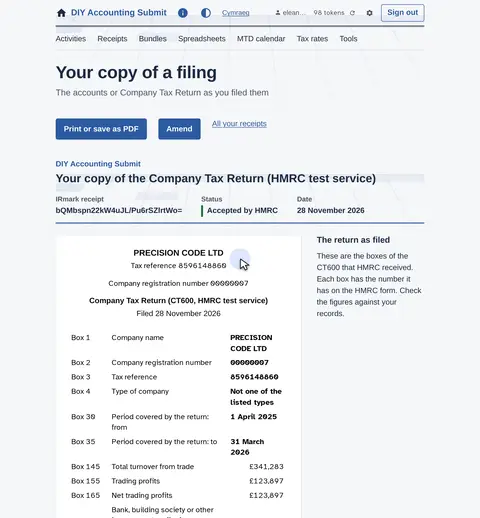 DIY Accounting Submit
Cymraeg
elean...
98 tokens
Sign out
Activities
Receipts
Bundles
Spreadsheets
MTD calendar
Tax rates
Tools
Your copy of a filing
The accounts or Company Tax Return as you filed them
Print or save as PDF
Amend
All your receipts
DIY Accounting Submit
Your copy of the Company Tax Return (HMRC test service)
IRmark receipt
bQMbspn22kW4uJL/Pu6rSZlrtWo=
Status
Accepted by HMRC
Date
28 November 2026
PRECISION CODE LTD
Tax reference 8596148860
Company registration number 00000007
Company Tax Return (CT600, HMRC test service)
Filed 28 November 2026
Box 1 Company name PRECISION
CODE LTD
Box 2 Company registration number 00000007
Box 3 Tax reference 8596148860
Box 4 Type of company Not one of the
listed types
Box 30 Period covered by the return: 1 April 2025
from
Box 35 Period covered by the return: to 31 March
2026
Box 145 Total turnover from trade £341,283
Box 155 Trading profits £123,897
Box 165 Net trading profits £123,897
Bank, building society or other
The return as filed
These are the boxes of the
CT600 that HMRC received.
Each box has the number it
has on the HMRC form. Check
the figures against your
records.